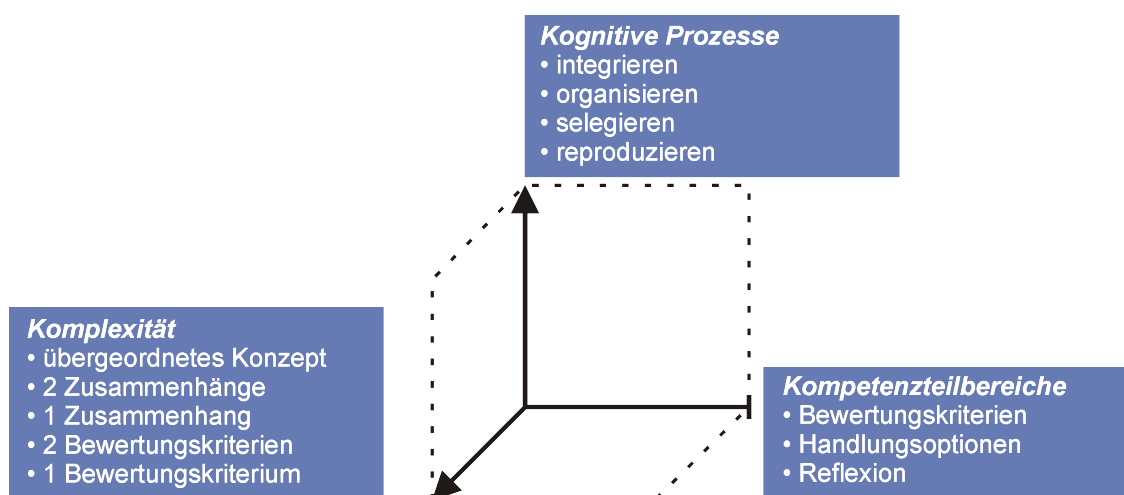 Kognitive Prozesse
• integrieren
• organisieren
• selegieren
• reproduzieren
Komplexität
• übergeordnetes Konzept
• 2 Zusammenhänge
• 1 Zusammenhang
• 2 Bewertungskriterien
• 1 Bewertungskriterium
Kompetenzteilbereiche
• Bewertungskriterien
• Handlungsoptionen
• Reflexion